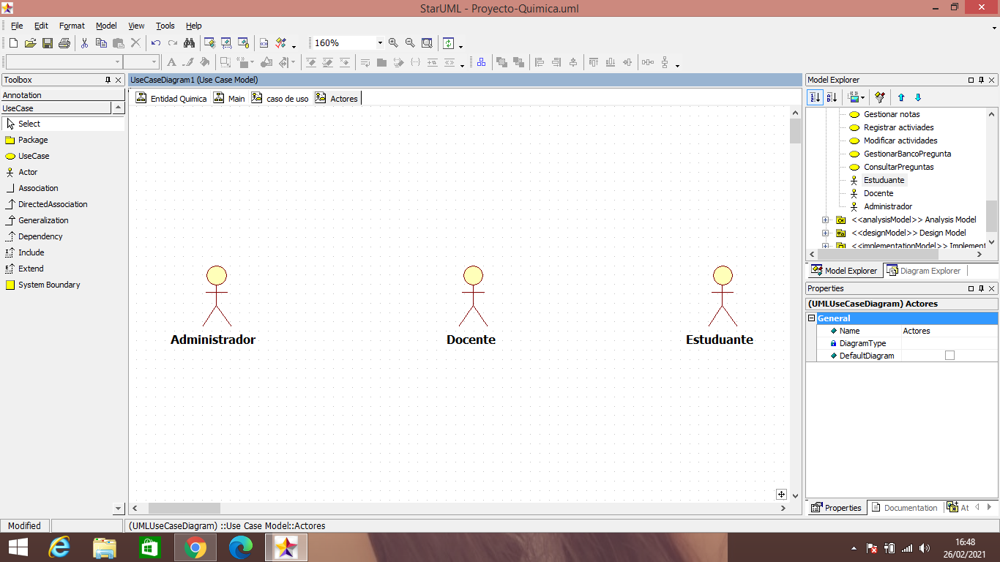 StarUML - Proyecto-Quimica.uml
File Edit Format Model View Tools Help
160%
Toolbox
Annotation
UseCase
Select
Package
UseCase
Actor
Association
DirectedAssociation
Generalization
Dependency
Include
Extend
System Boundary
UseCaseDiagram1 (Use Case Model)
Entidad Quimica Main caso de uso Actores
Administrador Docente Estuduante
Model Explorer
Gestionar notas
Registrar activiades
Modificar actividades
GestionarBancoPregunta
ConsultarPreguntas
Estuduante
Docente
Administrador
<<analysisModel>> Analysis Model
<<designModel>> Design Model
<<implementationModel>> Implement
Model Explorer Diagram Explorer
Properties
(UMLUseCaseDiagram) Actores
General
Name Actores
DiagramType
DefaultDiagram
Properties Documentation At
Modified (UMLUseCaseDiagram) ::Use Case Model::Actores
16:48
26/02/2021